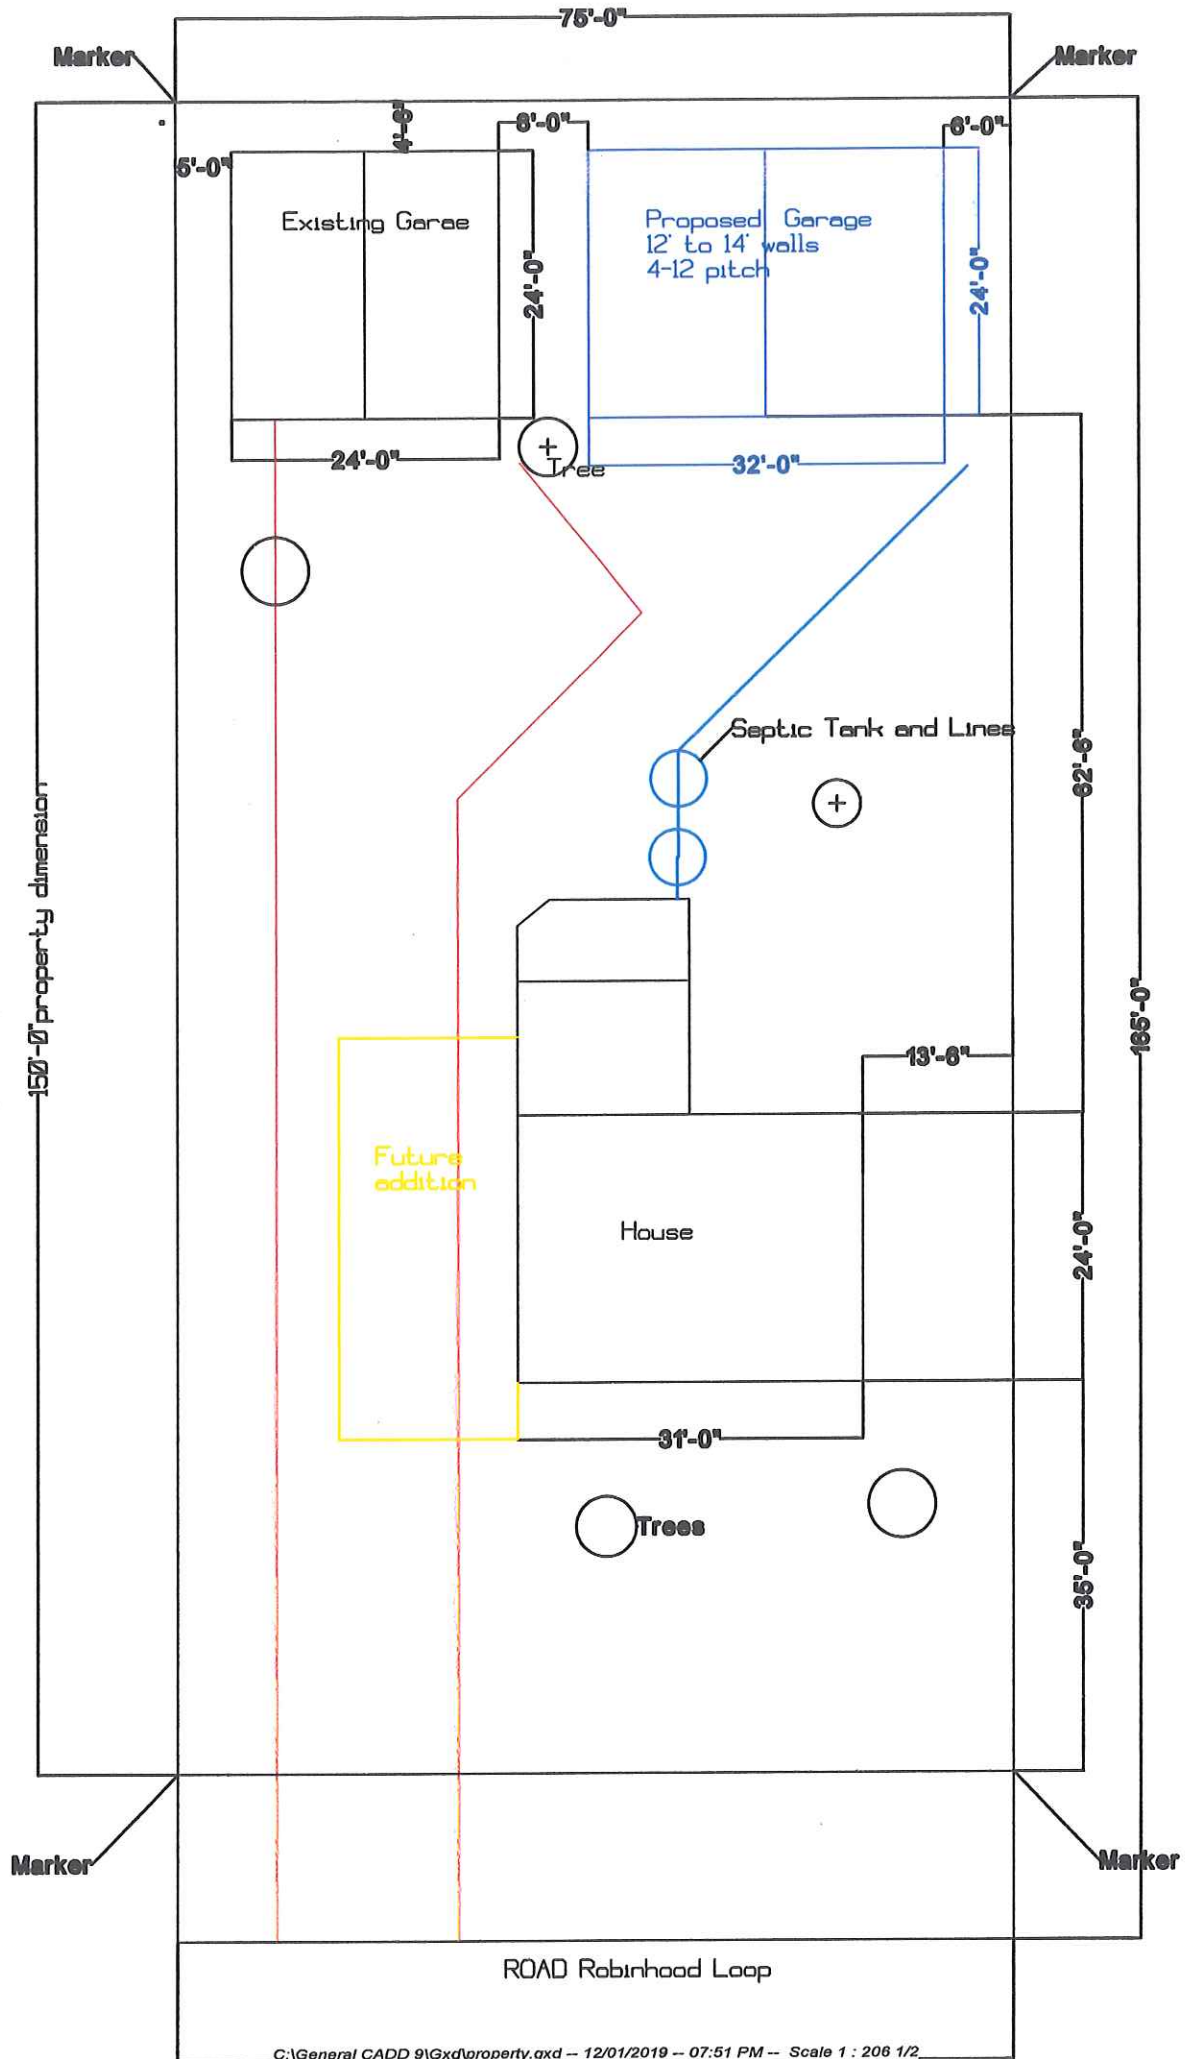 75'-0"
Marker
Marker
4'-6"
8'-0"
6'-0"
5'-0"
Existing Garae
Proposed Garage
12' to 14' walls
4-12 pitch
24'-0"
24'-0"
24'-0"
Tree
32'-0"
Septic Tank and Lines
62'-6"
150'-0"property dimension
165'-0"
13'-6"
Future
addition
House
24'-0"
31'-0"
Trees
35'-0"
Marker
Marker
ROAD Robinhood Loop
C:\General CADD 9\Gxd\property.gxd -- 12/01/2019 -- 07:51 PM -- Scale 1 : 206 1/2